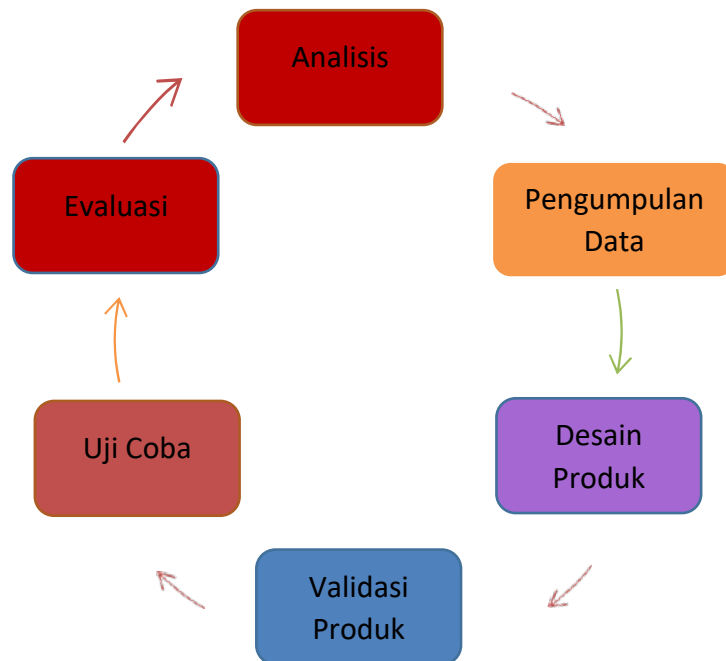 Analisis
Pengumpulan
Data
Desain
Produk
Validasi
Produk
Uji Coba
Evaluasi